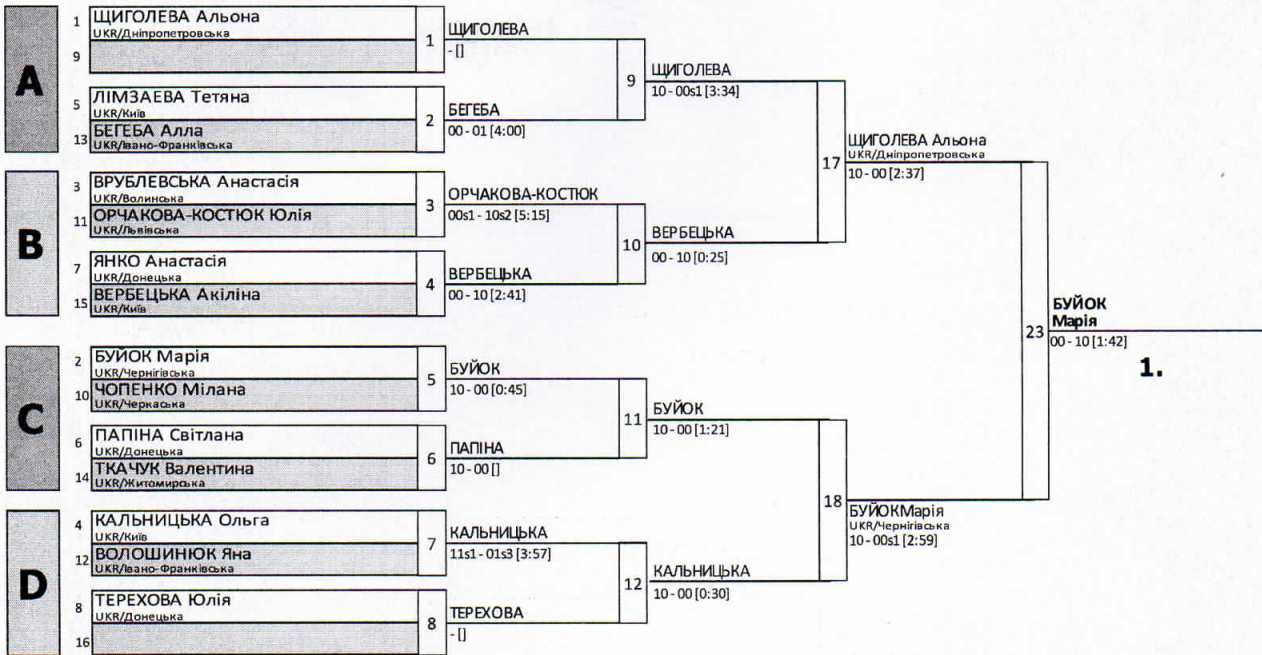 A
1 ЩИГОЛЕВА Альона
UKR/Дніпропетровська
9
1
ЩИГОЛЕВА
- []
5 ЛІМЗАЕВА Тетяна
UKR/Київ
13 БЕГЕБА Алла
UKR/Івано-Франківська
2
БЕГЕБА
00 - 01 [4:00]
9
ЩИГОЛЕВА
10 - 00s1 [3:34]
B
3 ВРУБЛЕВСЬКА Анастасія
UKR/Волинська
11 ОРЧАКОВА-КОСТЮК Юлія
UKR/Львівська
3
ОРЧАКОВА-КОСТЮК
00s1 - 10s2 [5:15]
7 ЯНКО Анастасія
UKR/Донецька
15 ВЕРБЕЦЬКА Акіліна
UKR/Київ
4
ВЕРБЕЦЬКА
00 - 10 [2:41]
10
ВЕРБЕЦЬКА
00 - 10 [0:25]
17
ЩИГОЛЕВА Альона
UKR/Дніпропетровська
10 - 00 [2:37]
C
2 БУЙОК Марія
UKR/Чернігівська
10 ЧОПЕНКО Мілана
UKR/Черкаська
5
БУЙОК
10 - 00 [0:45]
6 ПАПІНА Світлана
UKR/Донецька
14 ТКАЧУК Валентина
UKR/Житомирська
6
ПАПІНА
10 - 00 []
11
БУЙОК
10 - 00 [1:21]
D
4 КАЛЬНИЦЬКА Ольга
UKR/Київ
12 ВОЛОШИНЮК Яна
UKR/Івано-Франківська
7
КАЛЬНИЦЬКА
11s1 - 01s3 [3:57]
8 ТЕРЕХОВА Юлія
UKR/Донецька
16
8
ТЕРЕХОВА
- []
12
КАЛЬНИЦЬКА
10 - 00 [0:30]
18
БУЙОКМарія
UKR/Чернігівська
10 - 00s1 [2:59]
23
БУЙОК
Марія
00 - 10 [1:42]
1.